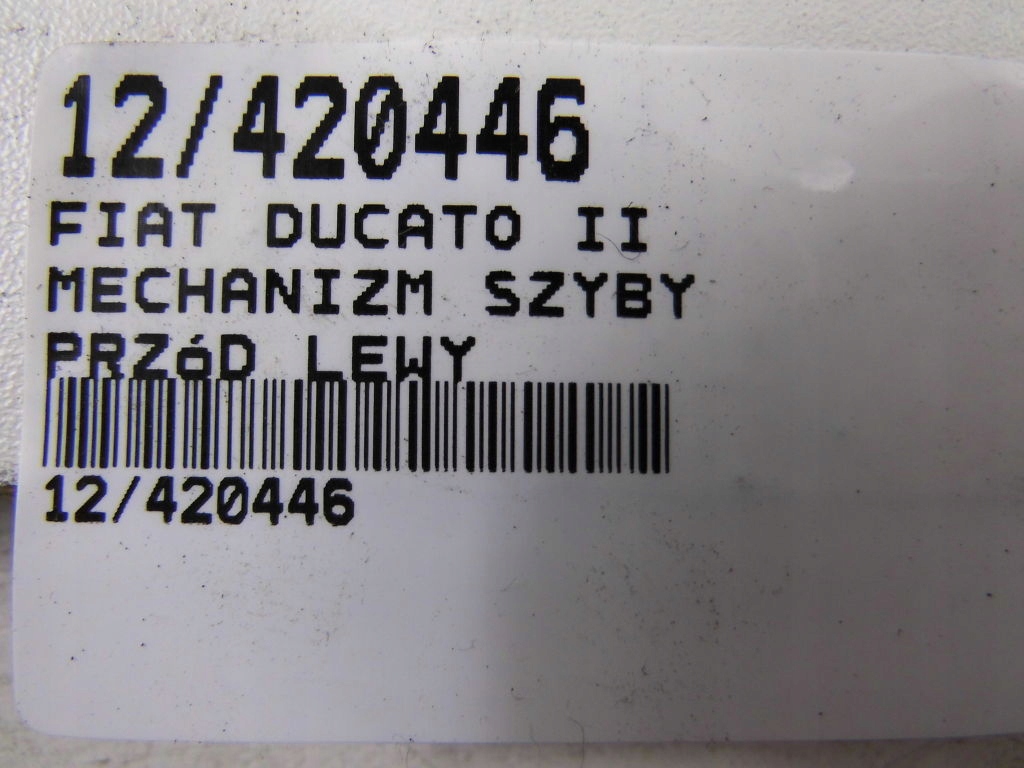 12/420446
FIAT DUCATO II
MECHANIZM SZYBY
PRZóD LEWY
12/420446